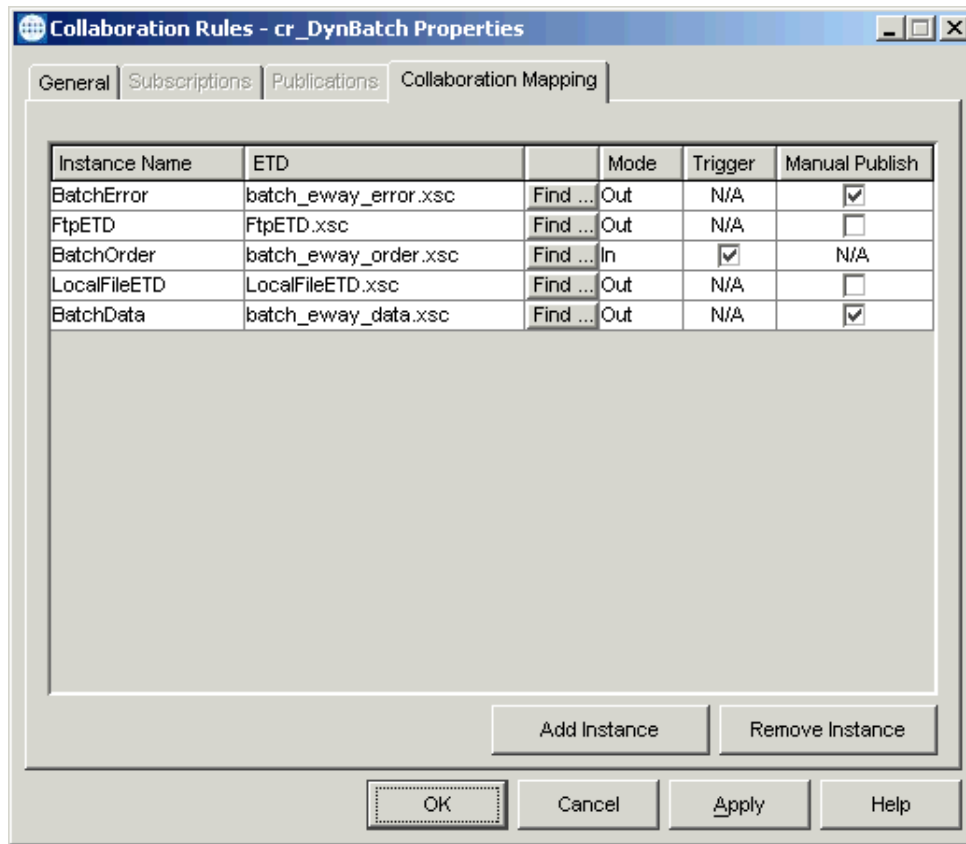 Collaboration Rules - cr_DynBatch Properties
General Subscriptions Publications Collaboration Mapping
Instance Name ETD Mode Trigger Manual Publish
BatchError batch_eway_error.xsc Find ... Out N/A
FtpETD FtpETD.xsc Find ... Out N/A
BatchOrder batch_eway_order.xsc Find ... In N/A
LocalFileETD LocalFileETD.xsc Find ... Out N/A
BatchData batch_eway_data.xsc Find ... Out N/A
Add Instance Remove Instance
OK Cancel Apply Help